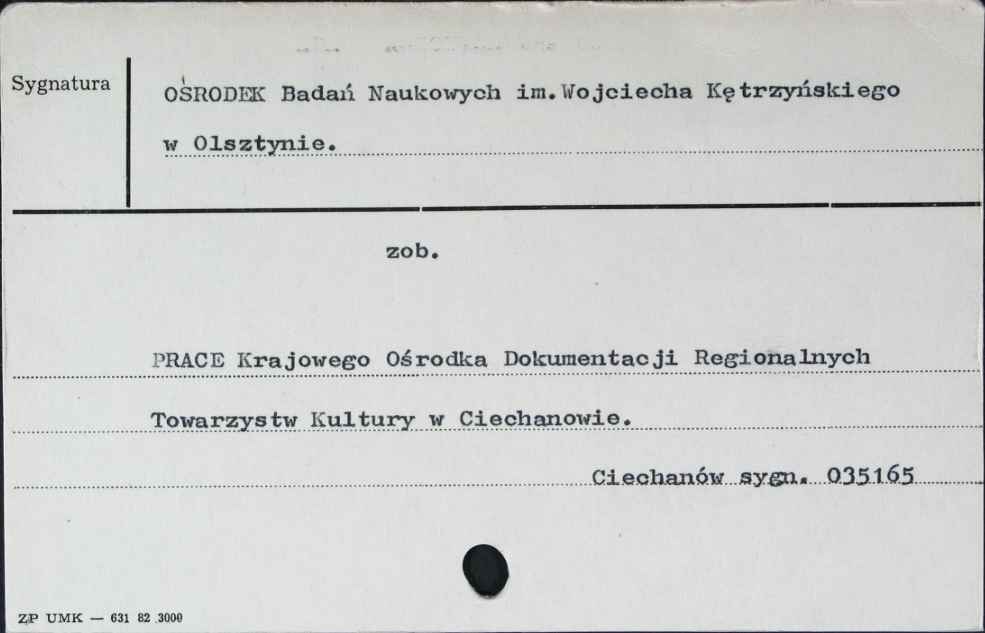 Sygnatura
OŚRODEK Badań Naukowych im.Wojciecha Kętrzyńskiego
w Olsztynie.
zob.
PRACE Krajowego Ośrodka Dokumentacji Regionalnych
Towarzystw Kultury w Ciechanowie.
Ciechanów sygn. 035165
ZP UMK — 631 82 3000